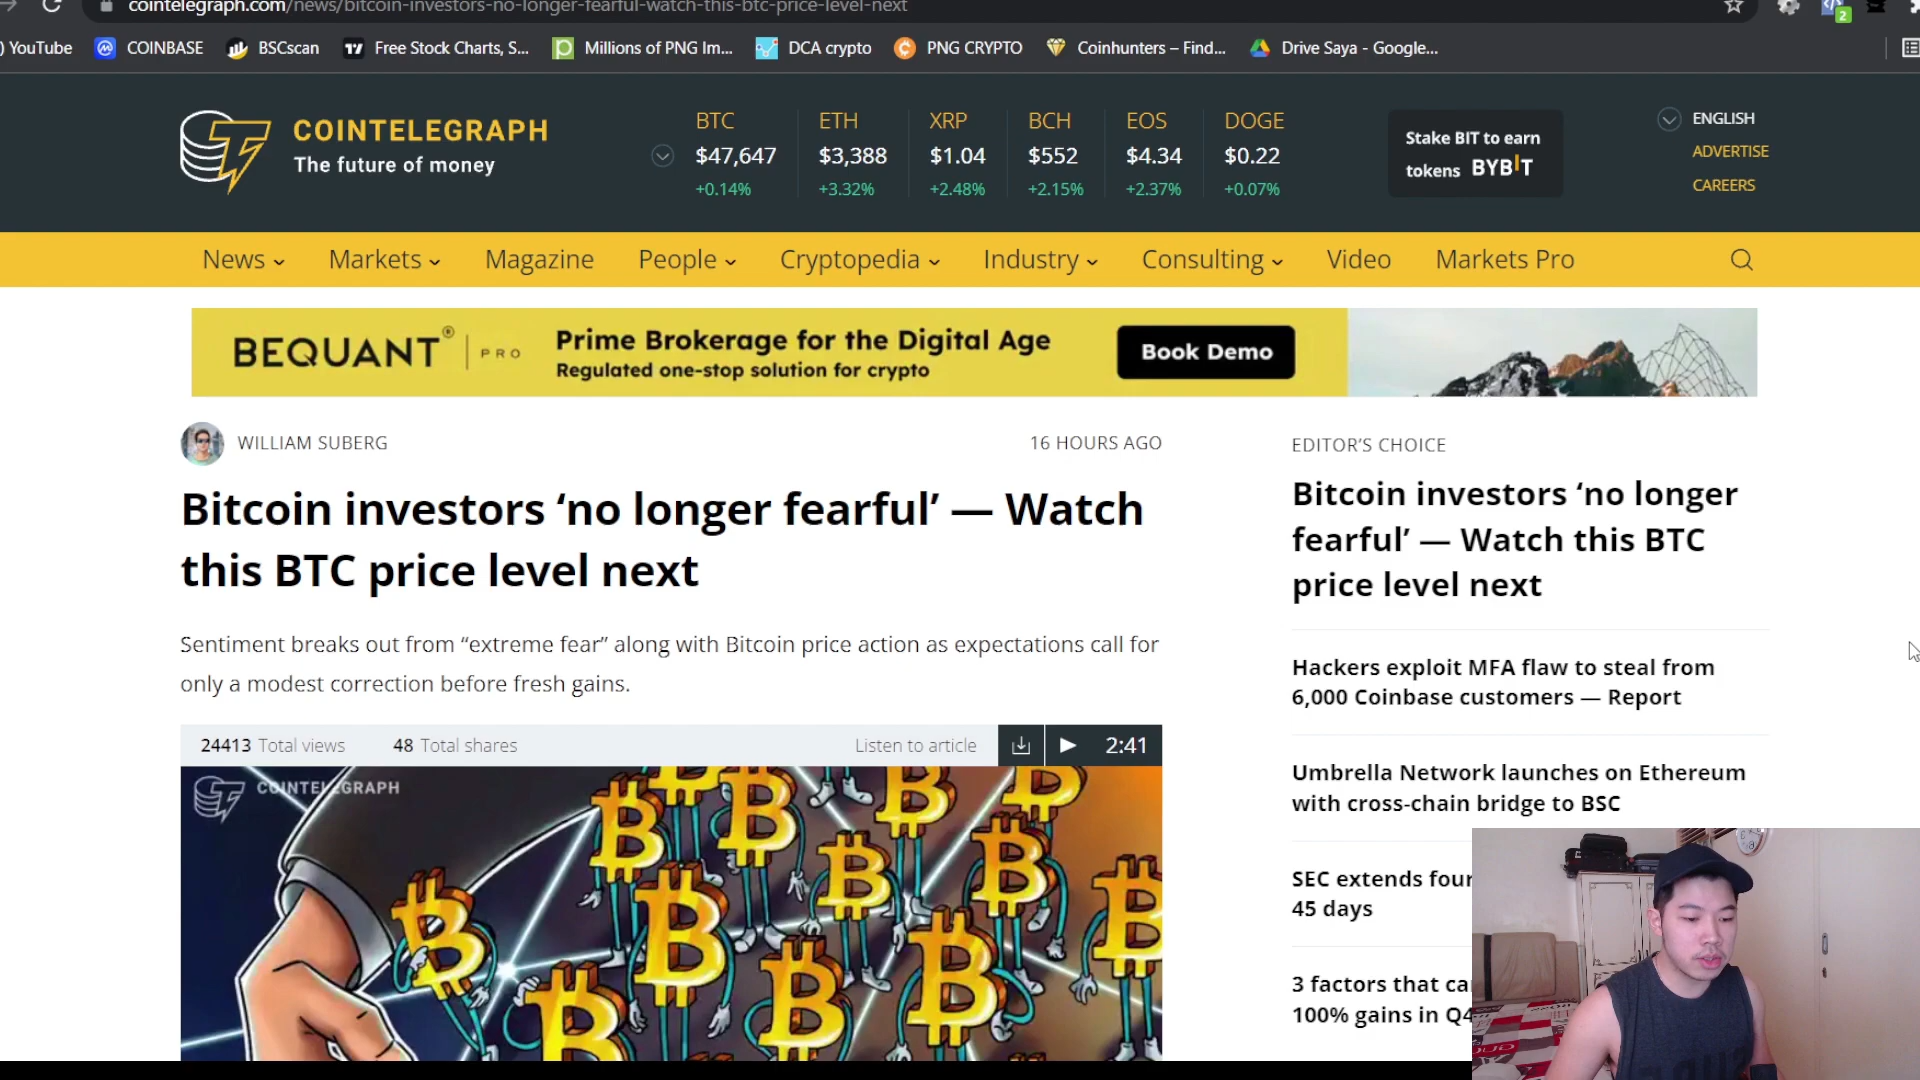 cointelegraph.com/news/bitcoin-investors-no-longer-fearful-watch-this-btc-price-level-next
2
) YouTube COINBASE BSCscan Free Stock Charts, S... Millions of PNG Im... DCA crypto PNG CRYPTO Coinhunters – Find... Drive Saya - Google...
COINTELEGRAPH
The future of money
BTC ETH XRP BCH EOS DOGE
$47,647 $3,388 $1.04 $552 $4.34 $0.22
+0.14% +3.32% +2.48% +2.15% +2.37% +0.07%
Stake BIT to earn
tokens BYBIT
ENGLISH
ADVERTISE
CAREERS
News Markets Magazine People Cryptopedia Industry Consulting Video Markets Pro
BEQUANT® | PRO
Prime Brokerage for the Digital Age
Regulated one-stop solution for crypto
Book Demo
WILLIAM SUBERG 16 HOURS AGO
Bitcoin investors ‘no longer fearful’ — Watch
this BTC price level next
Sentiment breaks out from “extreme fear” along with Bitcoin price action as expectations call for
only a modest correction before fresh gains.
24413 Total views 48 Total shares Listen to article 2:41
COINTELEGRAPH
EDITOR’S CHOICE
Bitcoin investors ‘no longer
fearful’ — Watch this BTC
price level next
Hackers exploit MFA flaw to steal from
6,000 Coinbase customers — Report
Umbrella Network launches on Ethereum
with cross-chain bridge to BSC
SEC extends four
45 days
3 factors that ca
100% gains in Q4